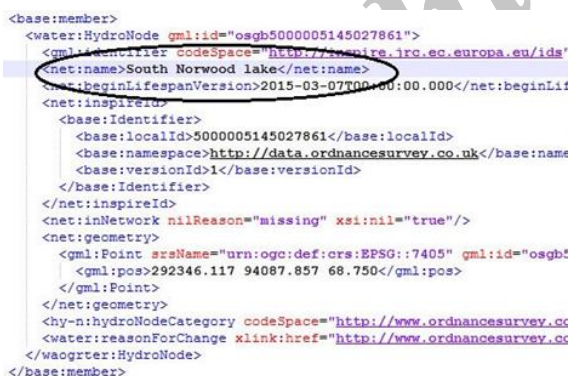 <base:member>
<water:HydroNode gml:id="osgb5000005145027861">
<gml:identifier codeSpace="http://inspire.jrc.ec.europa.eu/ids"
<net:name>South Norwood lake</net:name>
<net:beginLifespanVersion>2015-03-07T00:00:00.000</net:beginLif
<net:inspireId>
<base:Identifier>
<base:localId>5000005145027861</base:localId>
<base:namespace>http://data.ordnancesurvey.co.uk</base:name
<base:versionId>1</base:versionId>
</base:Identifier>
</net:inspireId>
<net:inNetwork nilReason="missing" xsi:nil="true"/>
<net:geometry>
<gml:Point srsName="urn:ogc:def:crs:EPSG::7405" gml:id="osgb5
<gml:pos>292346.117 94087.857 68.750</gml:pos>
</gml:Point>
</net:geometry>
<hy-n:hydroNodeCategory codeSpace="http://www.ordnancesurvey.co
<water:reasonForChange xlink:href="http://www.ordnancesurvey.co
</waogrter:HydroNode>
</base:member>